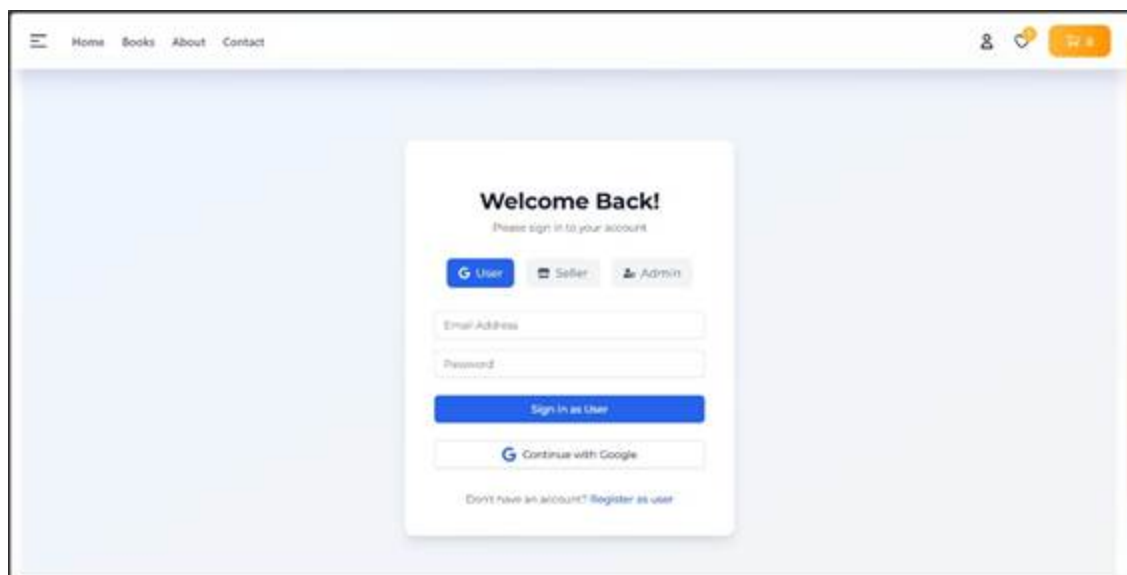 Home Books About Contact
Welcome Back!
Please sign in to your account
User Seller Admin
Email Address
Password
Sign in as User
Continue with Google
Don't have an account? Register as user